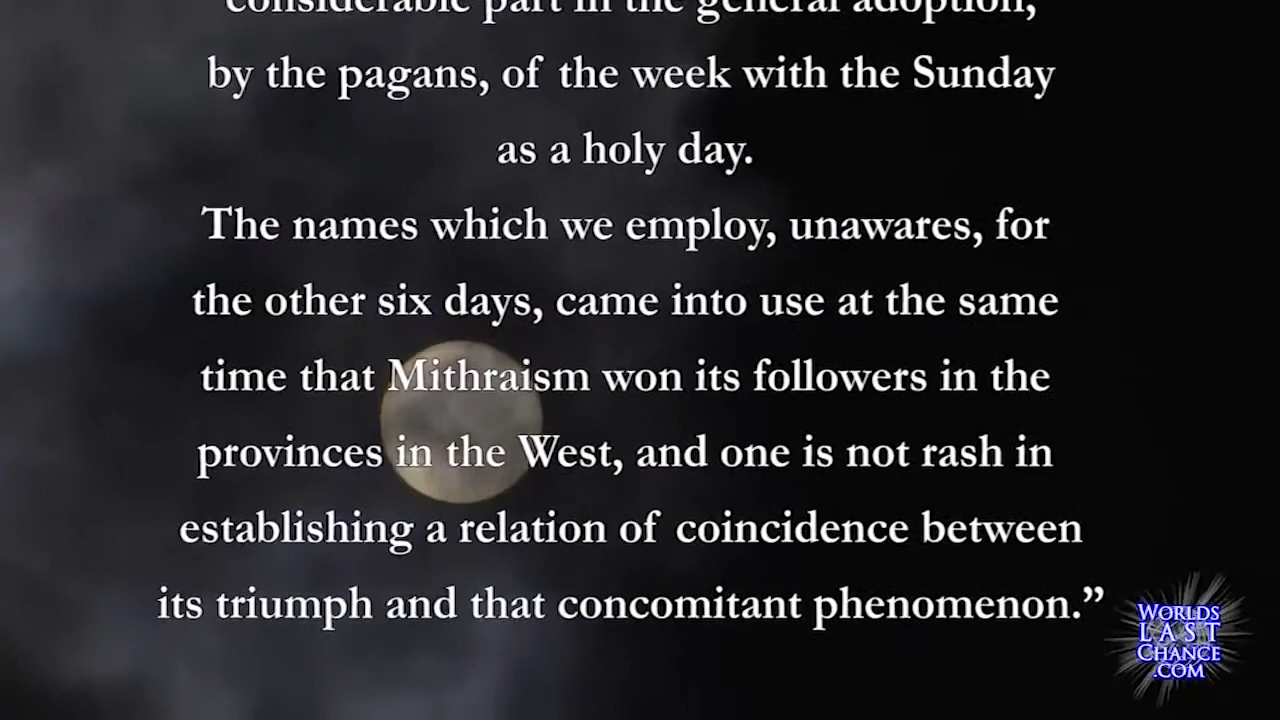 considerable part in the general adoption,
by the pagans, of the week with the Sunday
as a holy day.
The names which we employ, unawares, for
the other six days, came into use at the same
time that Mithraism won its followers in the
provinces in the West, and one is not rash in
establishing a relation of coincidence between
its triumph and that concomitant phenomenon.”
WORLDS
LAST
CHANCE
.COM